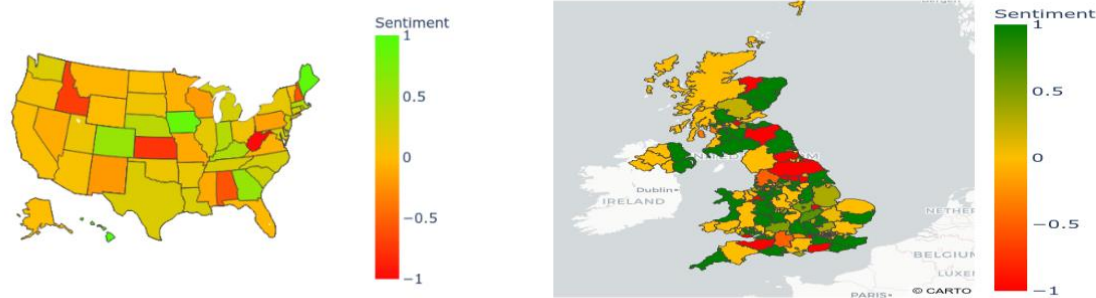 Sentiment
1
0.5
0
−0.5
−1
Sentiment
1
0.5
0
−0.5
−1
Dublin
IRELAND
NETHER
BELGIUM
LUXE
PARIS
© CARTO